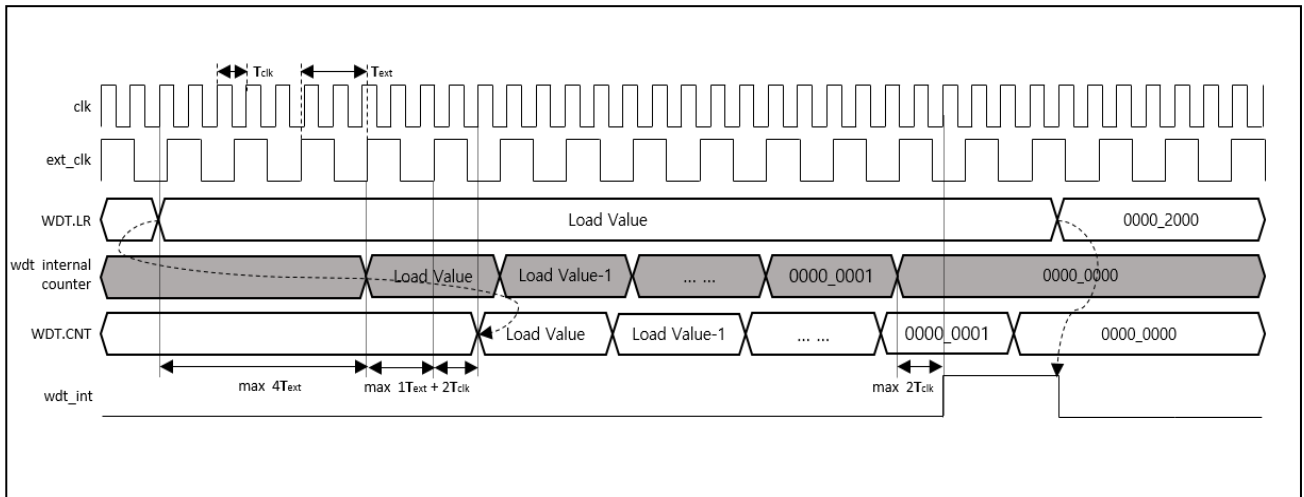 Tclk
Text
clk
ext_clk
WDT.LR
Load Value
0000_2000
wdt internal
counter
Load Value
Load Value-1
... ...
0000_0001
0000_0000
WDT.CNT
Load Value
Load Value-1
... ...
0000_0001
0000_0000
max 4Text
max 1Text + 2Tclk
max 2Tclk
wdt_int